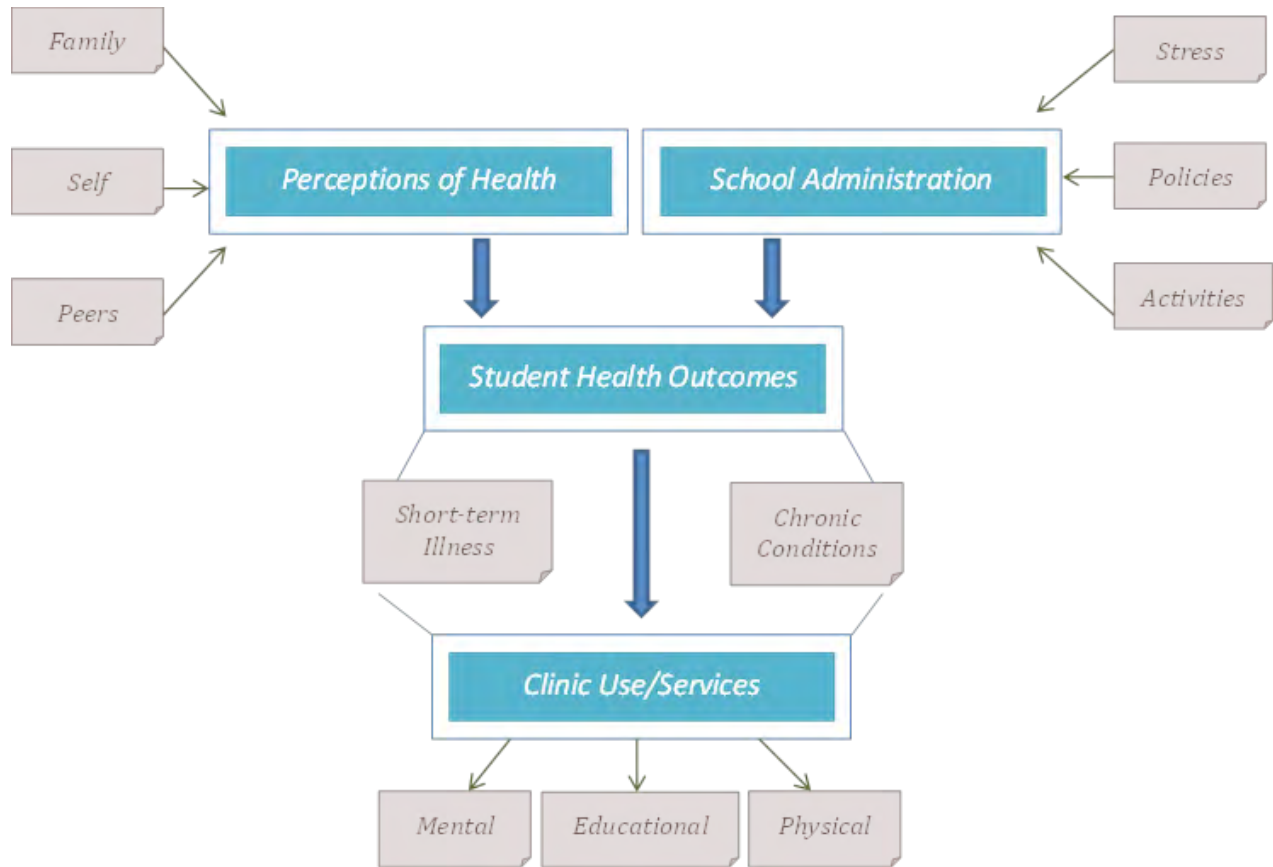 Family
Stress
Self
Perceptions of Health
School Administration
Policies
Peers
Activities
Student Health Outcomes
Short-term
Illness
Chronic
Conditions
Clinic Use/Services
Mental
Educational
Physical